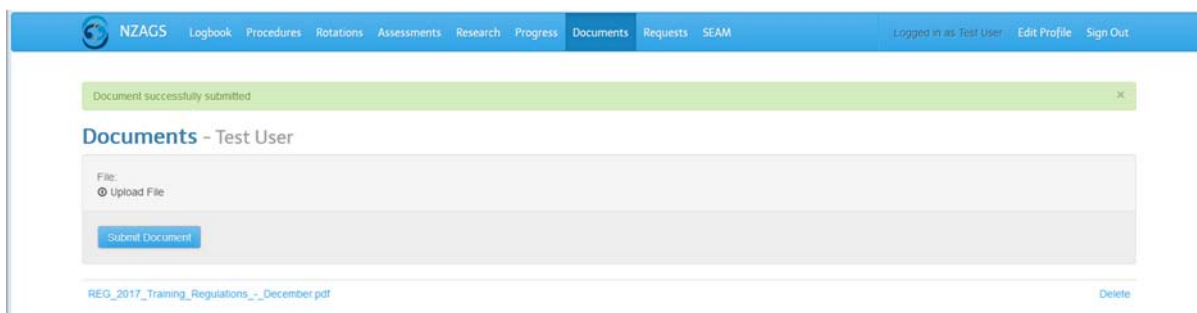 NZAGS Logbook Procedures Rotations Assessments Research Progress Documents Requests SEAM Logged in as Test User Edit Profile Sign Out
Document successfully submitted ×
Documents - Test User
File:
Upload File
Submit Document
REG_2017_Training_Regulations_-_December.pdf Delete